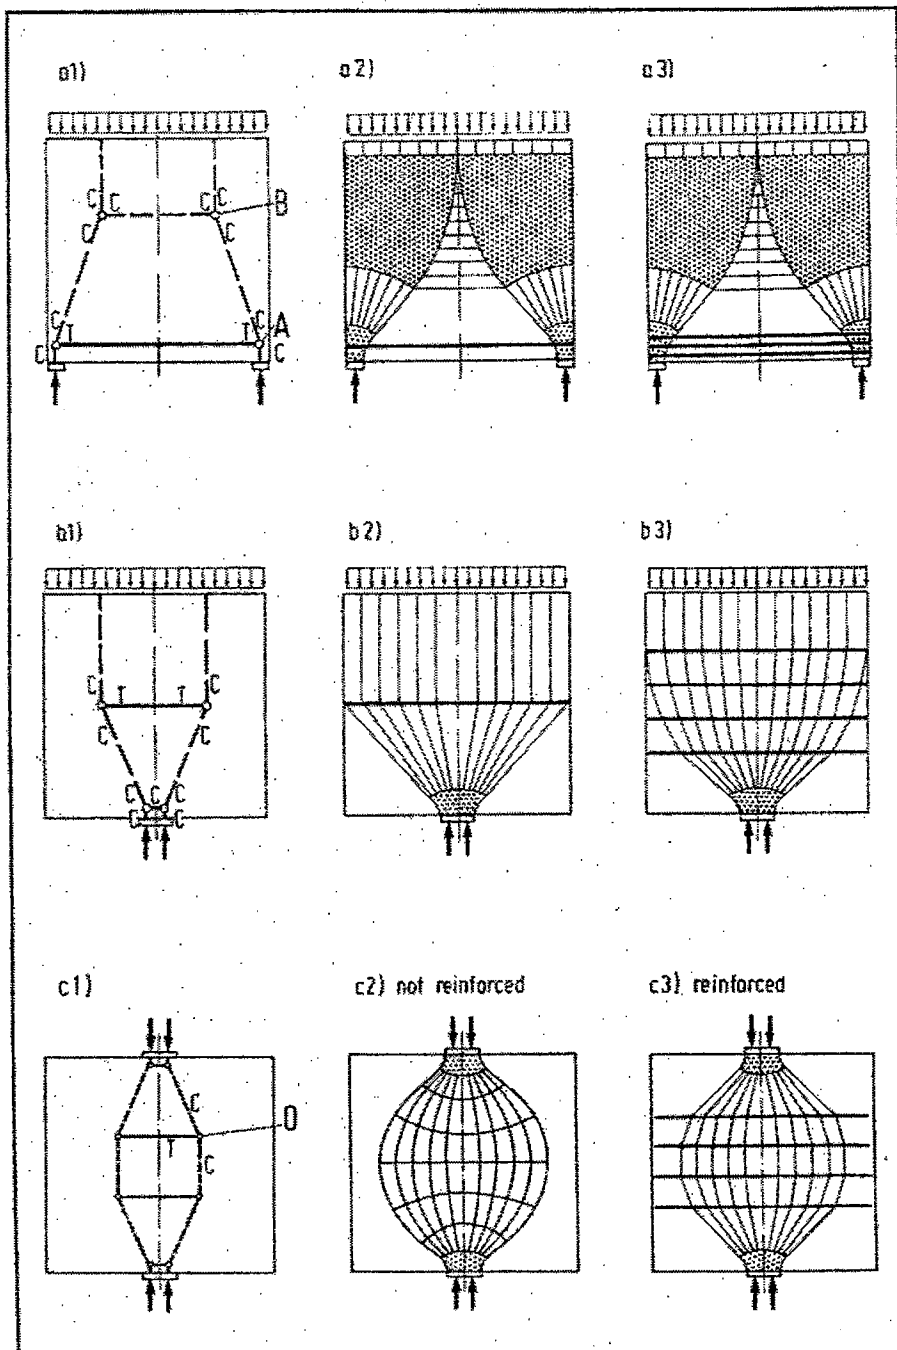 a1) a2) a3)
C C C C B
C C
C T T C A
C C
b1) b2) b3)
C T T C
C C
C C C
C C
c1) c2) not reinforced c3) reinforced
C
T D
C